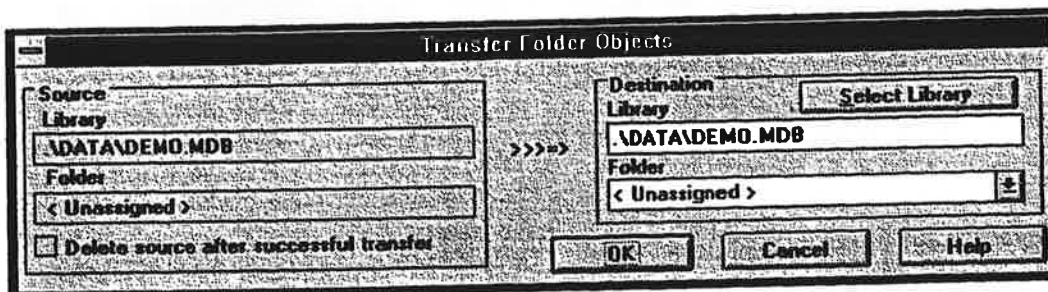 Transfer Folder Objects
Source
Library
.\DATA\DEMO.MDB
Folder
< Unassigned >
Delete source after successful transfer
>>>=>
Destination
Select Library
Library
.\DATA\DEMO.MDB
Folder
< Unassigned >
OK
Cancel
Help